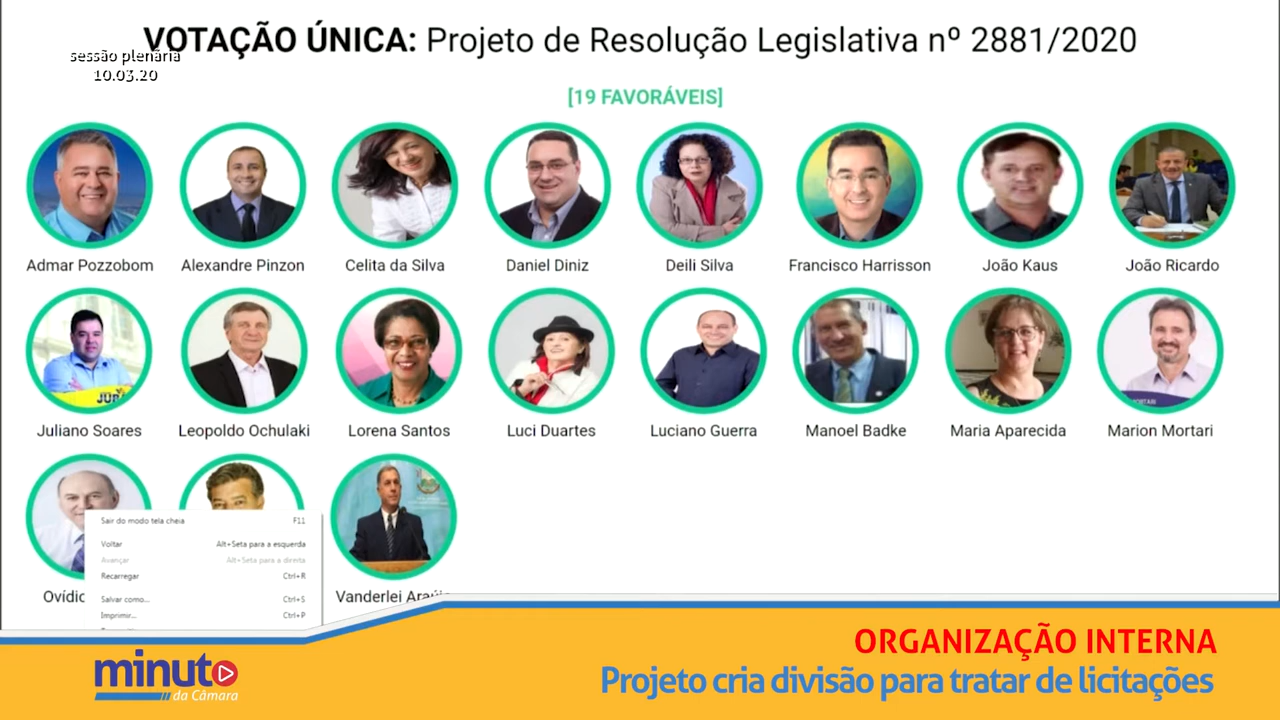 VOTAÇÃO ÚNICA: Projeto de Resolução Legislativa nº 2881/2020
sessão plenária
10.03.20
[19 FAVORÁVEIS]
Admar Pozzobom Alexandre Pinzon Celita da Silva Daniel Diniz Deili Silva Francisco Harrisson João Kaus João Ricardo
Juliano Soares Leopoldo Ochulaki Lorena Santos Luci Duartes Luciano Guerra Manoel Badke Maria Aparecida Marion Mortari
Sair do modo tela cheia F11
Voltar Alt+Seta para a esquerda
Avançar Alt+Seta para a direita
Recarregar Ctrl+R
Salvar como... Ctrl+S
Imprimir... Ctrl+P
Vanderlei
ORGANIZAÇÃO INTERNA
Projeto cria divisão para tratar de licitações
minuto
da Câmara